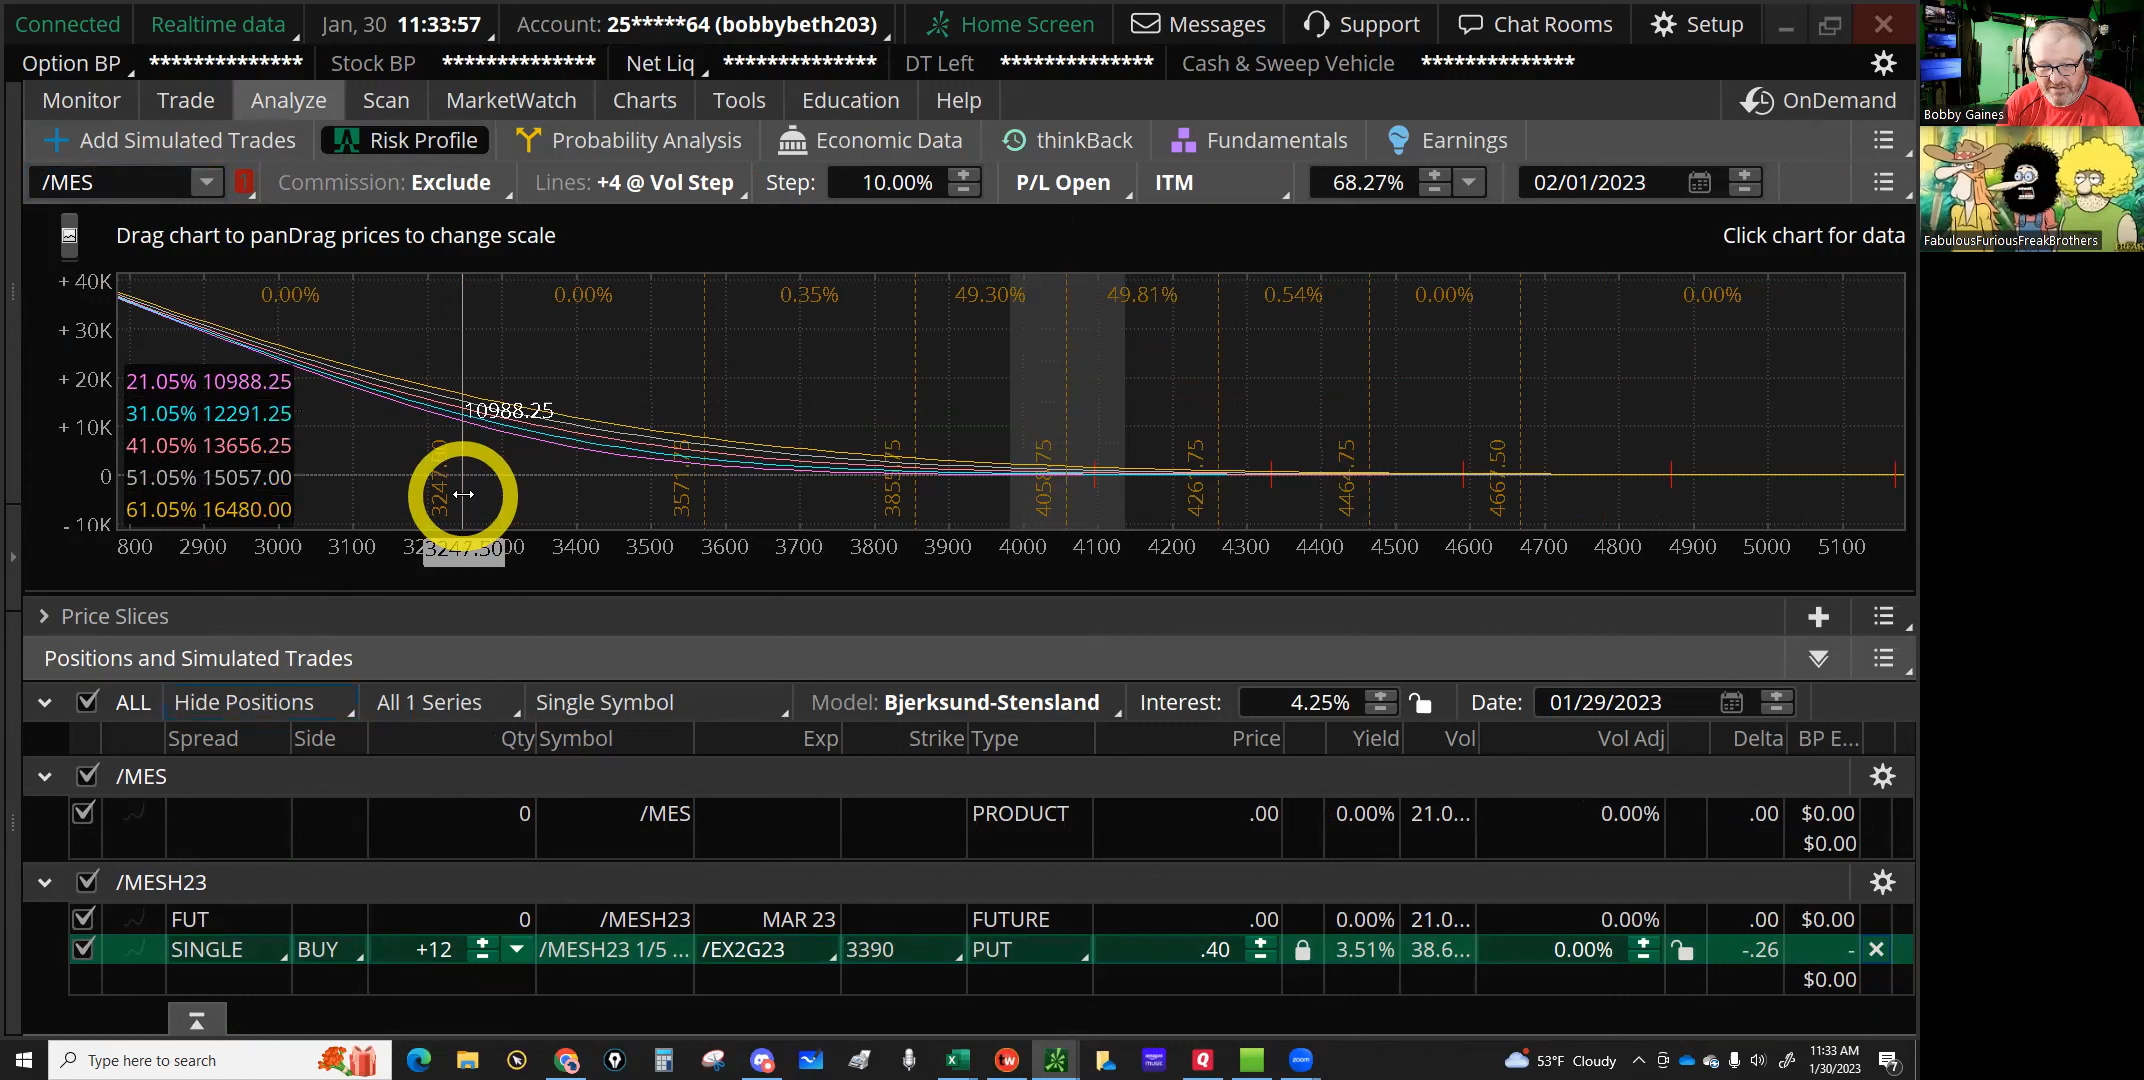 Connected Realtime data Jan, 30 11:33:57 Account: 25*****64 (bobbybeth203) Home Screen Messages Support Chat Rooms Setup
Option BP ************** Stock BP ************** Net Liq ************** DT Left ************** Cash & Sweep Vehicle **************
Monitor Trade Analyze Scan MarketWatch Charts Tools Education Help OnDemand
Add Simulated Trades Risk Profile Probability Analysis Economic Data thinkBack Fundamentals Earnings
/MES 1 Commission: Exclude Lines: +4 @ Vol Step Step: 10.00% P/L Open ITM 68.27% 02/01/2023
Drag chart to panDrag prices to change scale Click chart for data
+ 40K 0.00% 0.00% 0.35% 49.30% 49.81% 0.54% 0.00% 0.00%
+ 30K
+ 20K
+ 10K
0
- 10K
21.05% 10988.25
31.05% 12291.25
41.05% 13656.25
51.05% 15057.00
61.05% 16480.00
10988.25
3571.75 4464.75 4667.50
800 2900 3000 3100 3247.50 3400 3500 3600 3700 3800 3900 4000 4100 4200 4300 4400 4500 4600 4700 4800 4900 5000 5100
Price Slices
Positions and Simulated Trades
ALL Hide Positions All 1 Series Single Symbol Model: Bjerksund-Stensland Interest: 4.25% Date: 01/29/2023
Spread Side Qty Symbol Exp Strike Type Price Yield Vol Vol Adj Delta BP E...
/MES
0 /MES PRODUCT .00 0.00% 21.0... 0.00% .00 $0.00
$0.00
/MESH23
FUT 0 /MESH23 MAR 23 FUTURE .00 0.00% 21.0... 0.00% .00 $0.00
SINGLE BUY +12 /MESH23 1/5 ... /EX2G23 3390 PUT .40 3.51% 38.6... 0.00% -.26 -
$0.00
Type here to search
53°F Cloudy
11:33 AM
1/30/2023
7
Bobby Gaines
FabulousFuriousFreakBrothers